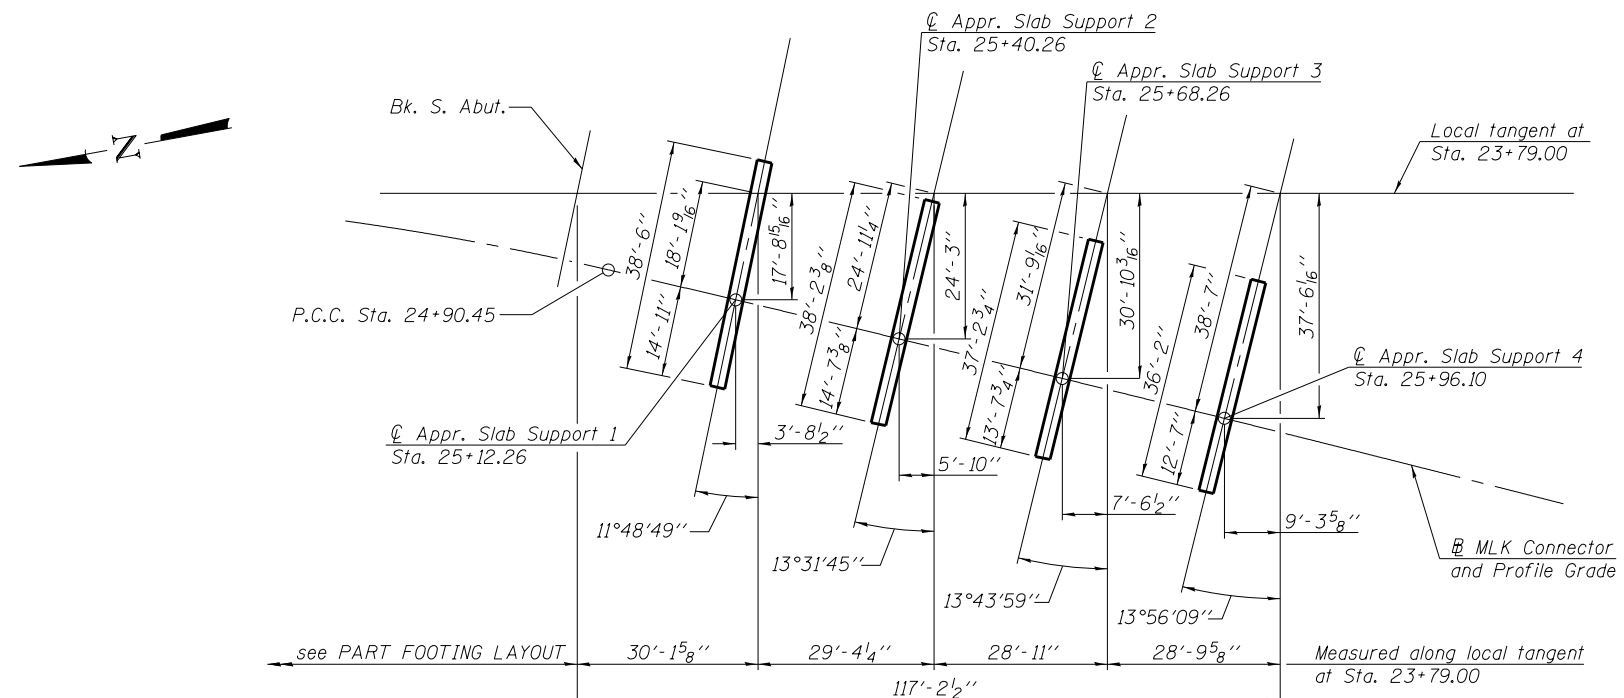 ℄ Appr. Slab Support 2
Sta. 25+40.26
℄ Appr. Slab Support 3
Sta. 25+68.26
Bk. S. Abut.
Local tangent at
Sta. 23+79.00
N
38'-6''
18'-1 9/16''
14'-11''
17'-8 15/16''
38'-2 3/8''
24'-11 1/4''
14'-7 3/8''
24'-3''
37'-2 3/4''
31'-9 1/16''
13'-7 3/4''
30'-10 3/16''
36'-2''
38'-7''
12'-7''
37'-6 1/16''
P.C.C. Sta. 24+90.45
℄ Appr. Slab Support 4
Sta. 25+96.10
℄ Appr. Slab Support 1
Sta. 25+12.26
3'-8 1/2''
5'-10''
7'-6 1/2''
9'-3 5/8''
11°48'49''
13°31'45''
13°43'59''
13°56'09''
℄ MLK Connector
and Profile Grade
see PART FOOTING LAYOUT
30'-1 5/8''
29'-4 1/4''
28'-11''
28'-9 5/8''
Measured along local tangent
at Sta. 23+79.00
117'-2 1/2''